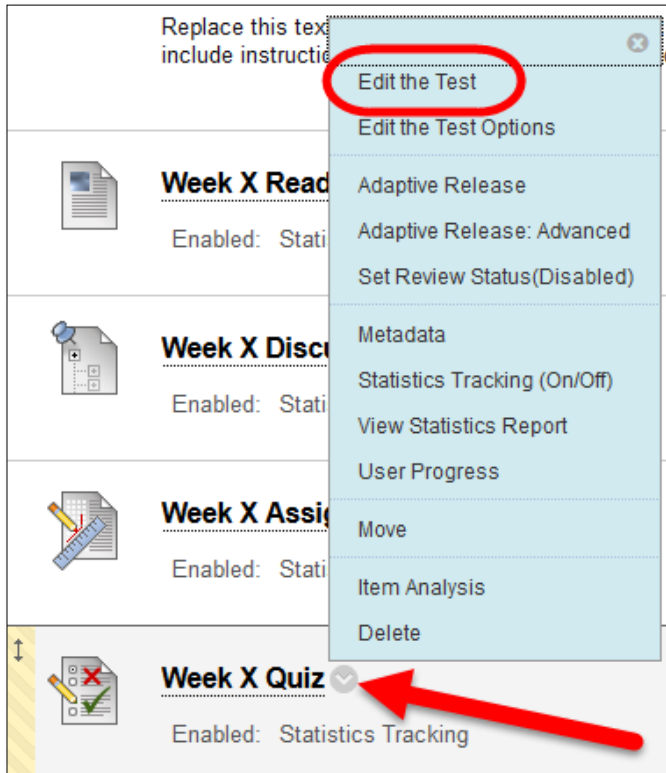 Replace this tex
include instructio
Edit the Test
Edit the Test Options
Week X Read
Adaptive Release
Enabled: Stati
Adaptive Release: Advanced
Set Review Status(Disabled)
Week X Discu
Metadata
Enabled: Stati
Statistics Tracking (On/Off)
View Statistics Report
User Progress
Week X Assig
Move
Enabled: Stati
Item Analysis
Delete
Week X Quiz
Enabled: Statistics Tracking